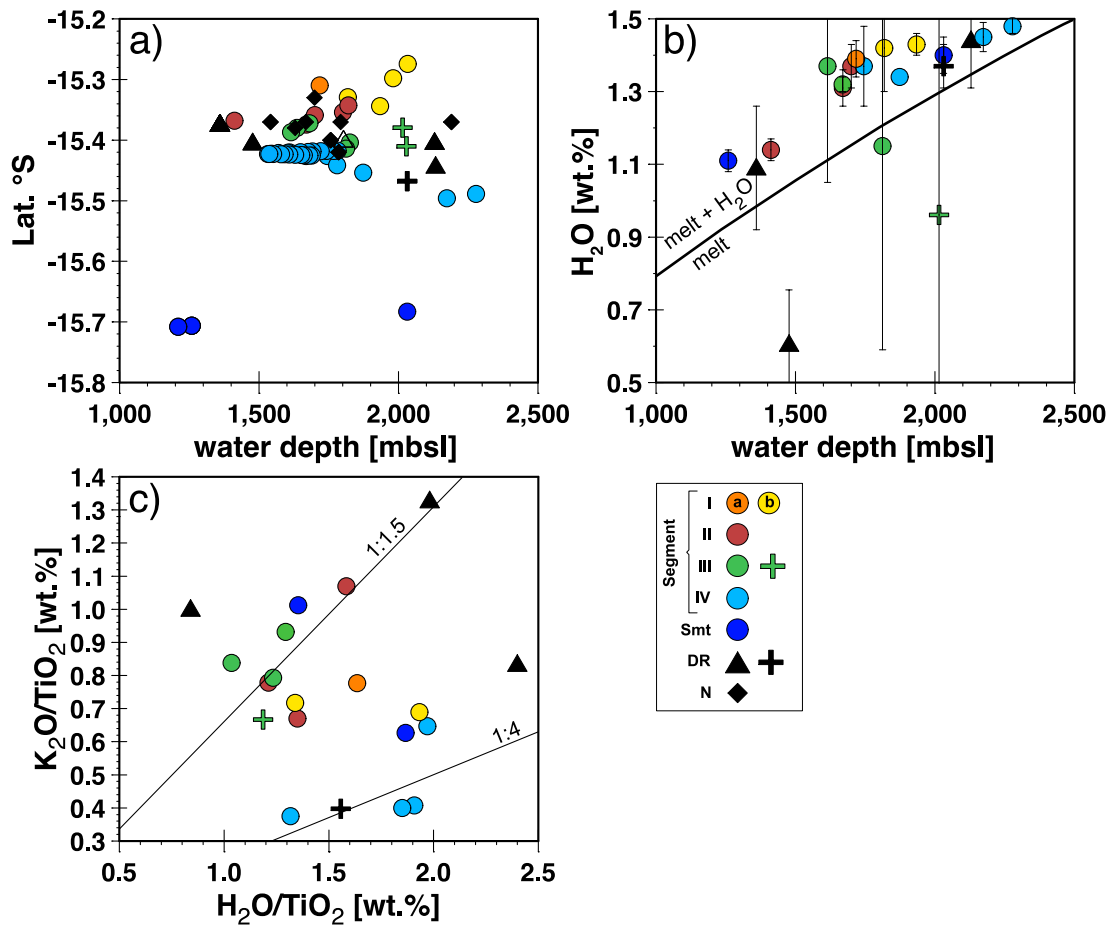 a)
-15.2
-15.3
-15.4
-15.5
-15.6
-15.7
-15.8
Lat. °S
1,000 1,500 2,000 2,500
water depth [mbsl]
b)
1.5
1.3
1.1
0.9
0.7
0.5
H₂O [wt.%]
melt + H₂O
melt
1,000 1,500 2,000 2,500
water depth [mbsl]
c)
1.4
1.3
1.2
1.1
1.0
0.9
0.8
0.7
0.6
0.5
0.4
0.3
K₂O/TiO₂ [wt.%]
1:1.5
1:4
0.5 1.0 1.5 2.0 2.5
H₂O/TiO₂ [wt.%]
Segment
I a b
II
III
IV
Smt
DR
N